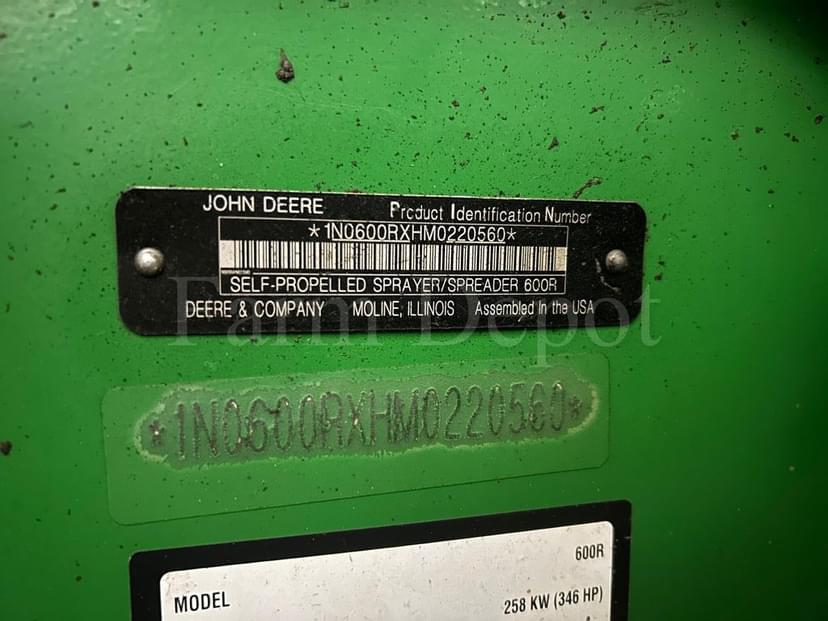 JOHN DEERE Product Identification Number
*1N0600RXHM0220560*
SELF-PROPELLED SPRAYER/SPREADER 600R
DEERE & COMPANY MOLINE, ILLINOIS Assembled in the USA
Farm Depot
*1N0600RXHM0220560*
600R
MODEL 258 KW (346 HP)